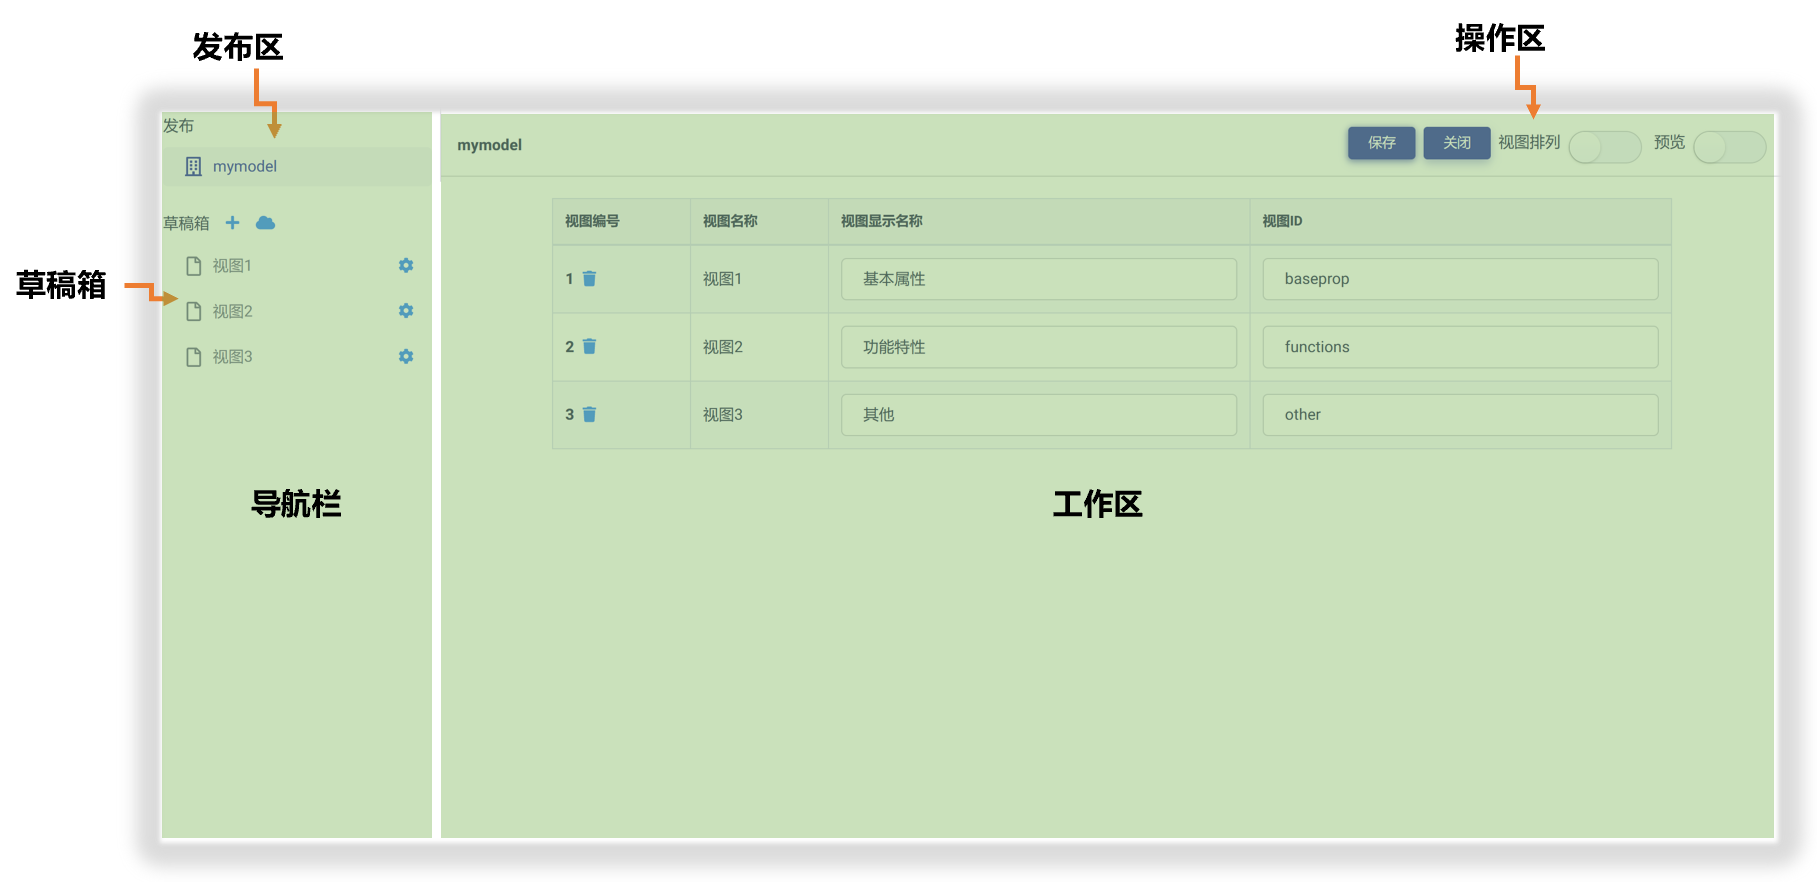 发布区
操作区
发布
mymodel
草稿箱
视图1
视图2
视图3
草稿箱
导航栏
mymodel
保存 关闭 视图排列 预览
视图编号 视图名称 视图显示名称 视图ID
1 视图1 基本属性 baseprop
2 视图2 功能特性 functions
3 视图3 其他 other
工作区